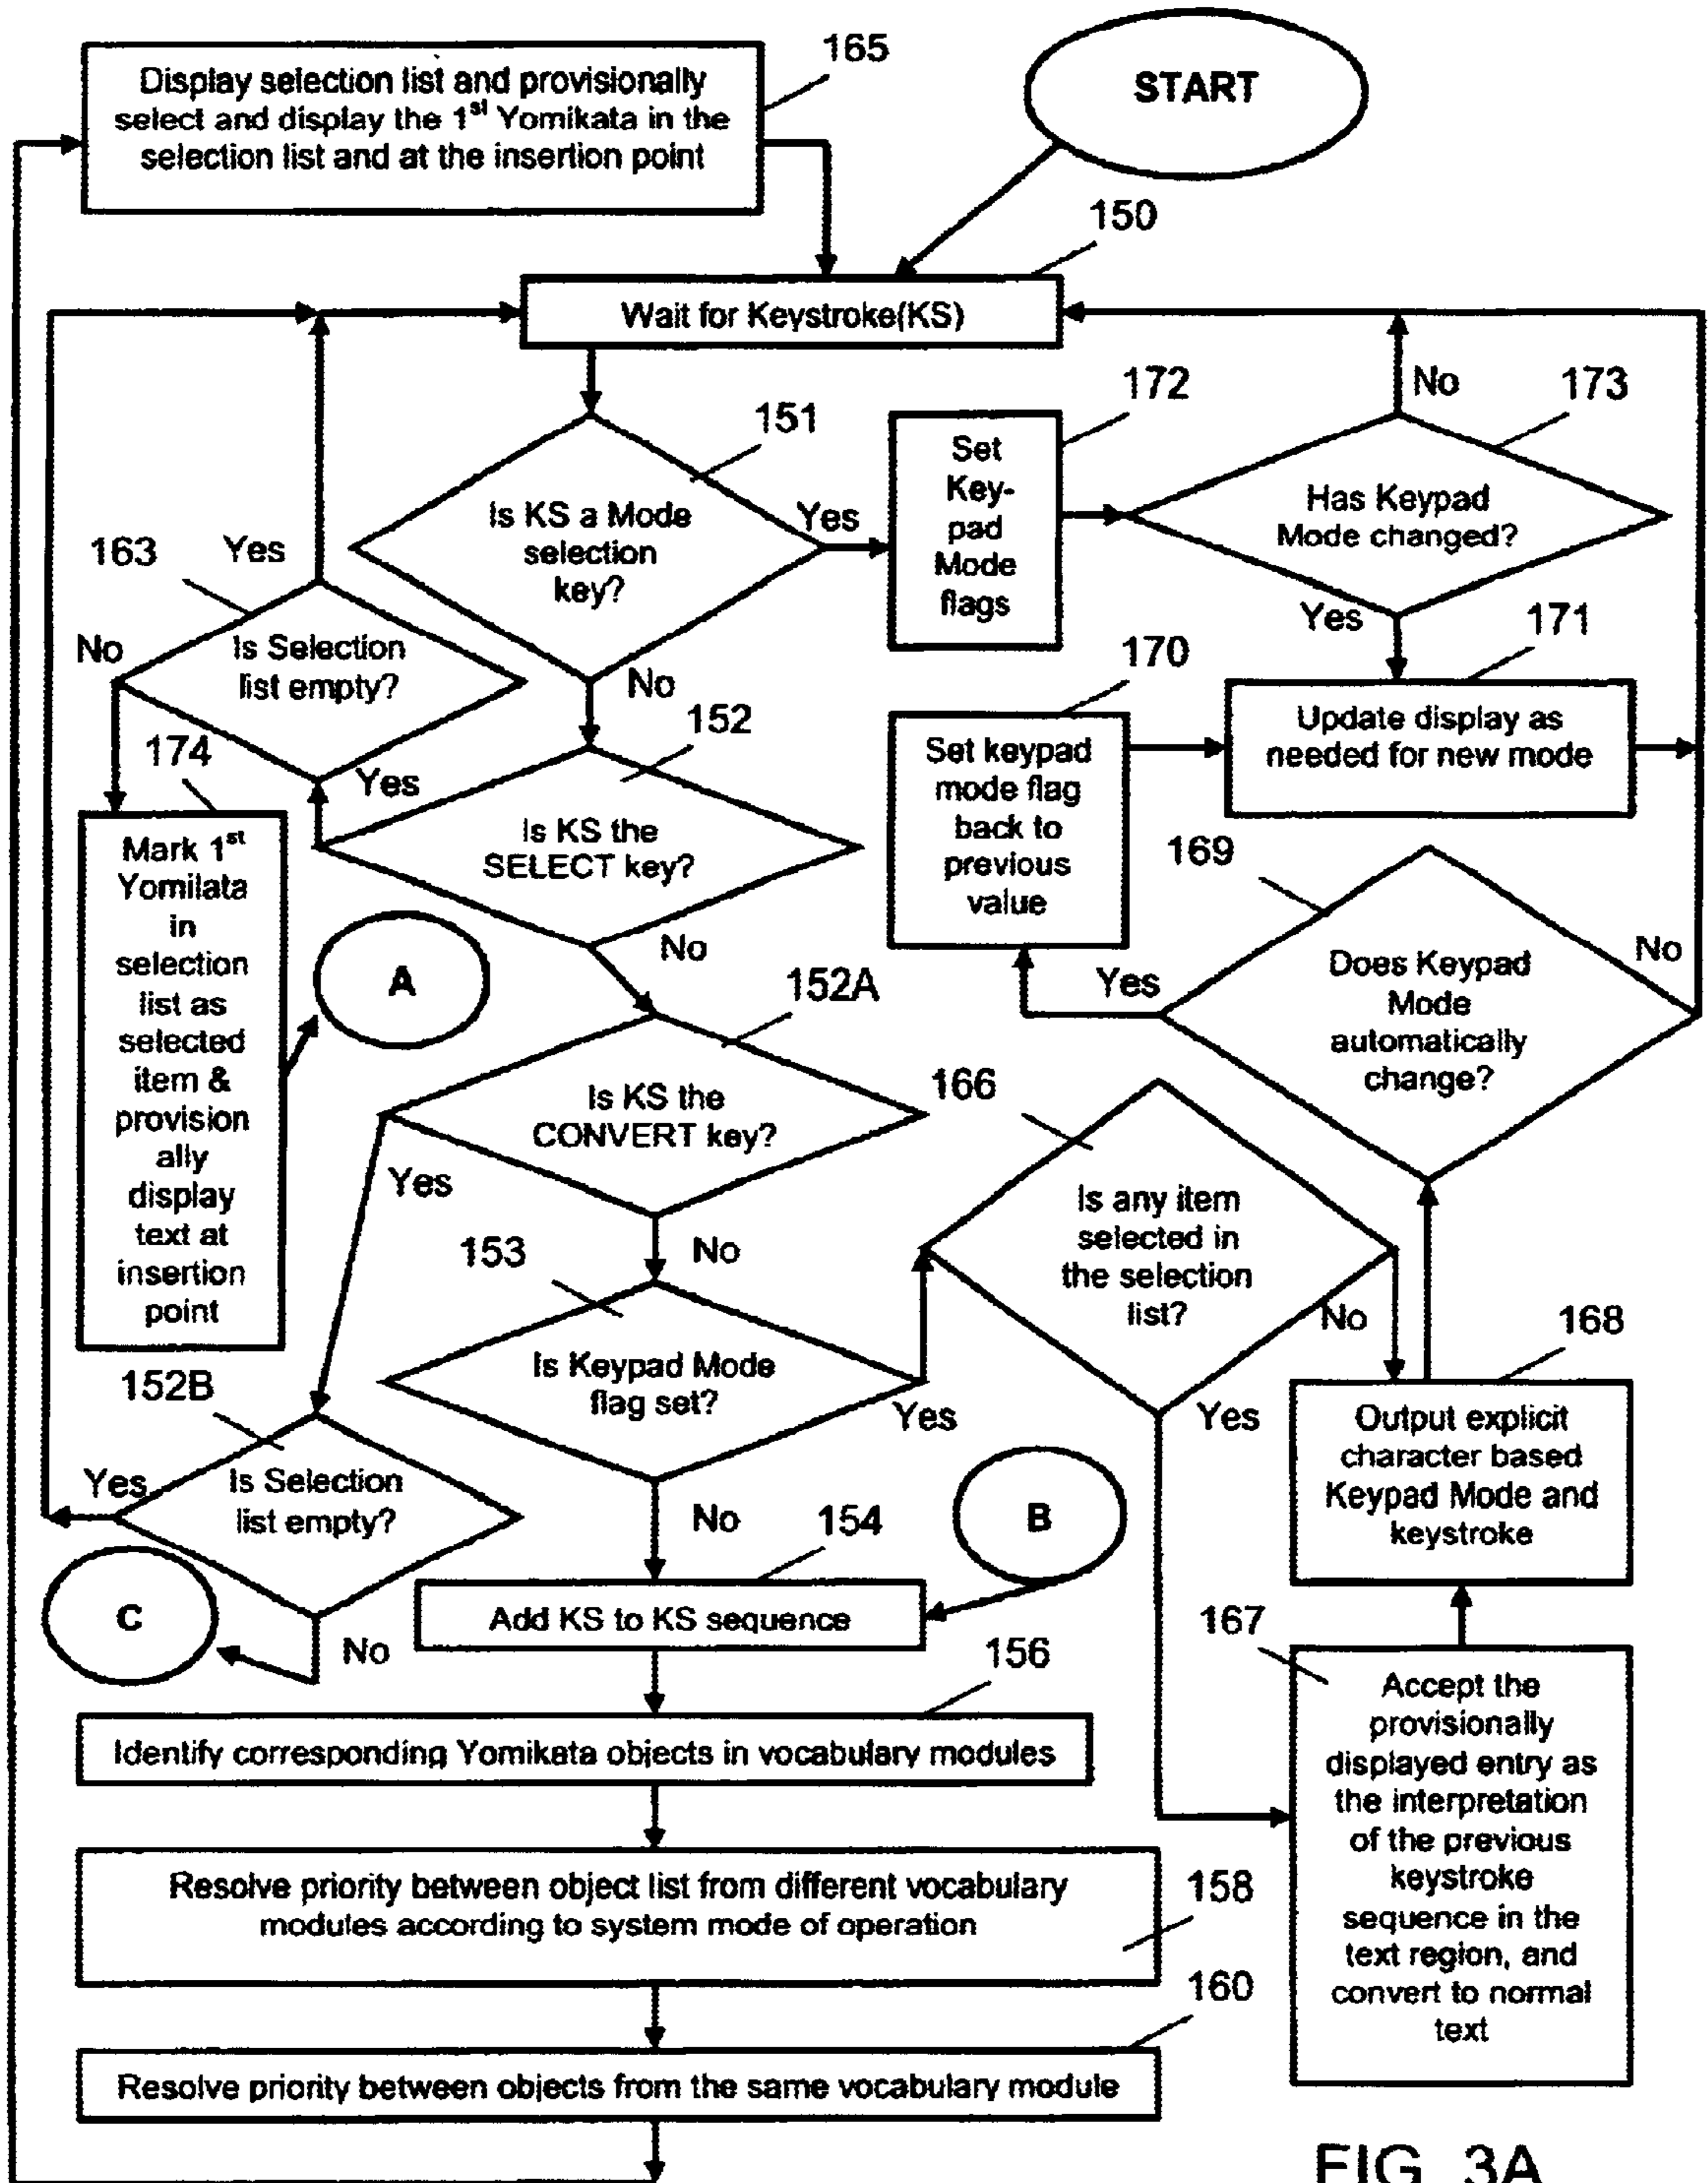 165
Display selection list and provisionally
select and display the 1st Yomikata in the
selection list and at the insertion point
START
150
Wait for Keystroke(KS)
151
Is KS a Mode
selection
key?
Yes
No
172
Set
Key-
pad
Mode
flags
173
Has Keypad
Mode changed?
No
Yes
163
Is Selection
list empty?
Yes
No
152
Is KS the
SELECT key?
Yes
No
170
Set keypad
mode flag
back to
previous
value
171
Update display as
needed for new mode
174
Mark 1st
Yomilata
in
selection
list as
selected
item &
provision
ally
display
text at
insertion
point
A
169
Does Keypad
Mode
automatically
change?
Yes
No
152A
Is KS the
CONVERT key?
Yes
No
166
Is any item
selected in
the selection
list?
No
Yes
153
Is Keypad Mode
flag set?
Yes
No
152B
Is Selection
list empty?
Yes
No
C
B
168
Output explicit
character based
Keypad Mode and
keystroke
154
Add KS to KS sequence
156
Identify corresponding Yomikata objects in vocabulary modules
167
Accept the
provisionally
displayed entry as
the interpretation
of the previous
keystroke
sequence in the
text region, and
convert to normal
text
158
Resolve priority between object list from different vocabulary
modules according to system mode of operation
160
Resolve priority between objects from the same vocabulary module
FIG. 3A